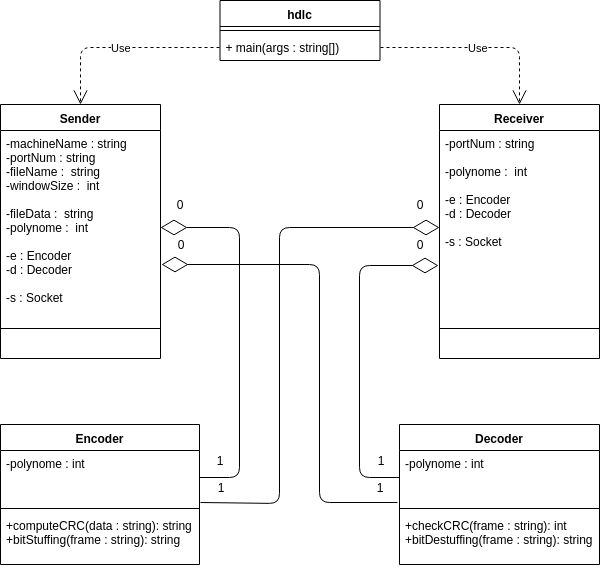 hdlc
+ main(args : string[])
Use
Use
Sender
-machineName : string
-portNum : string
-fileName :  string
-windowSize :  int
-fileData :  string
-polynome :  int
-e : Encoder
-d : Decoder
-s : Socket
Receiver
-portNum : string
-polynome :  int
-e : Encoder
-d : Decoder
-s : Socket
0
0
0
0
Encoder
-polynome : int
+computeCRC(data : string): string
+bitStuffing(frame : string): string
1
1
1
1
Decoder
-polynome : int
+checkCRC(frame : string): int
+bitDestuffing(frame : string): string